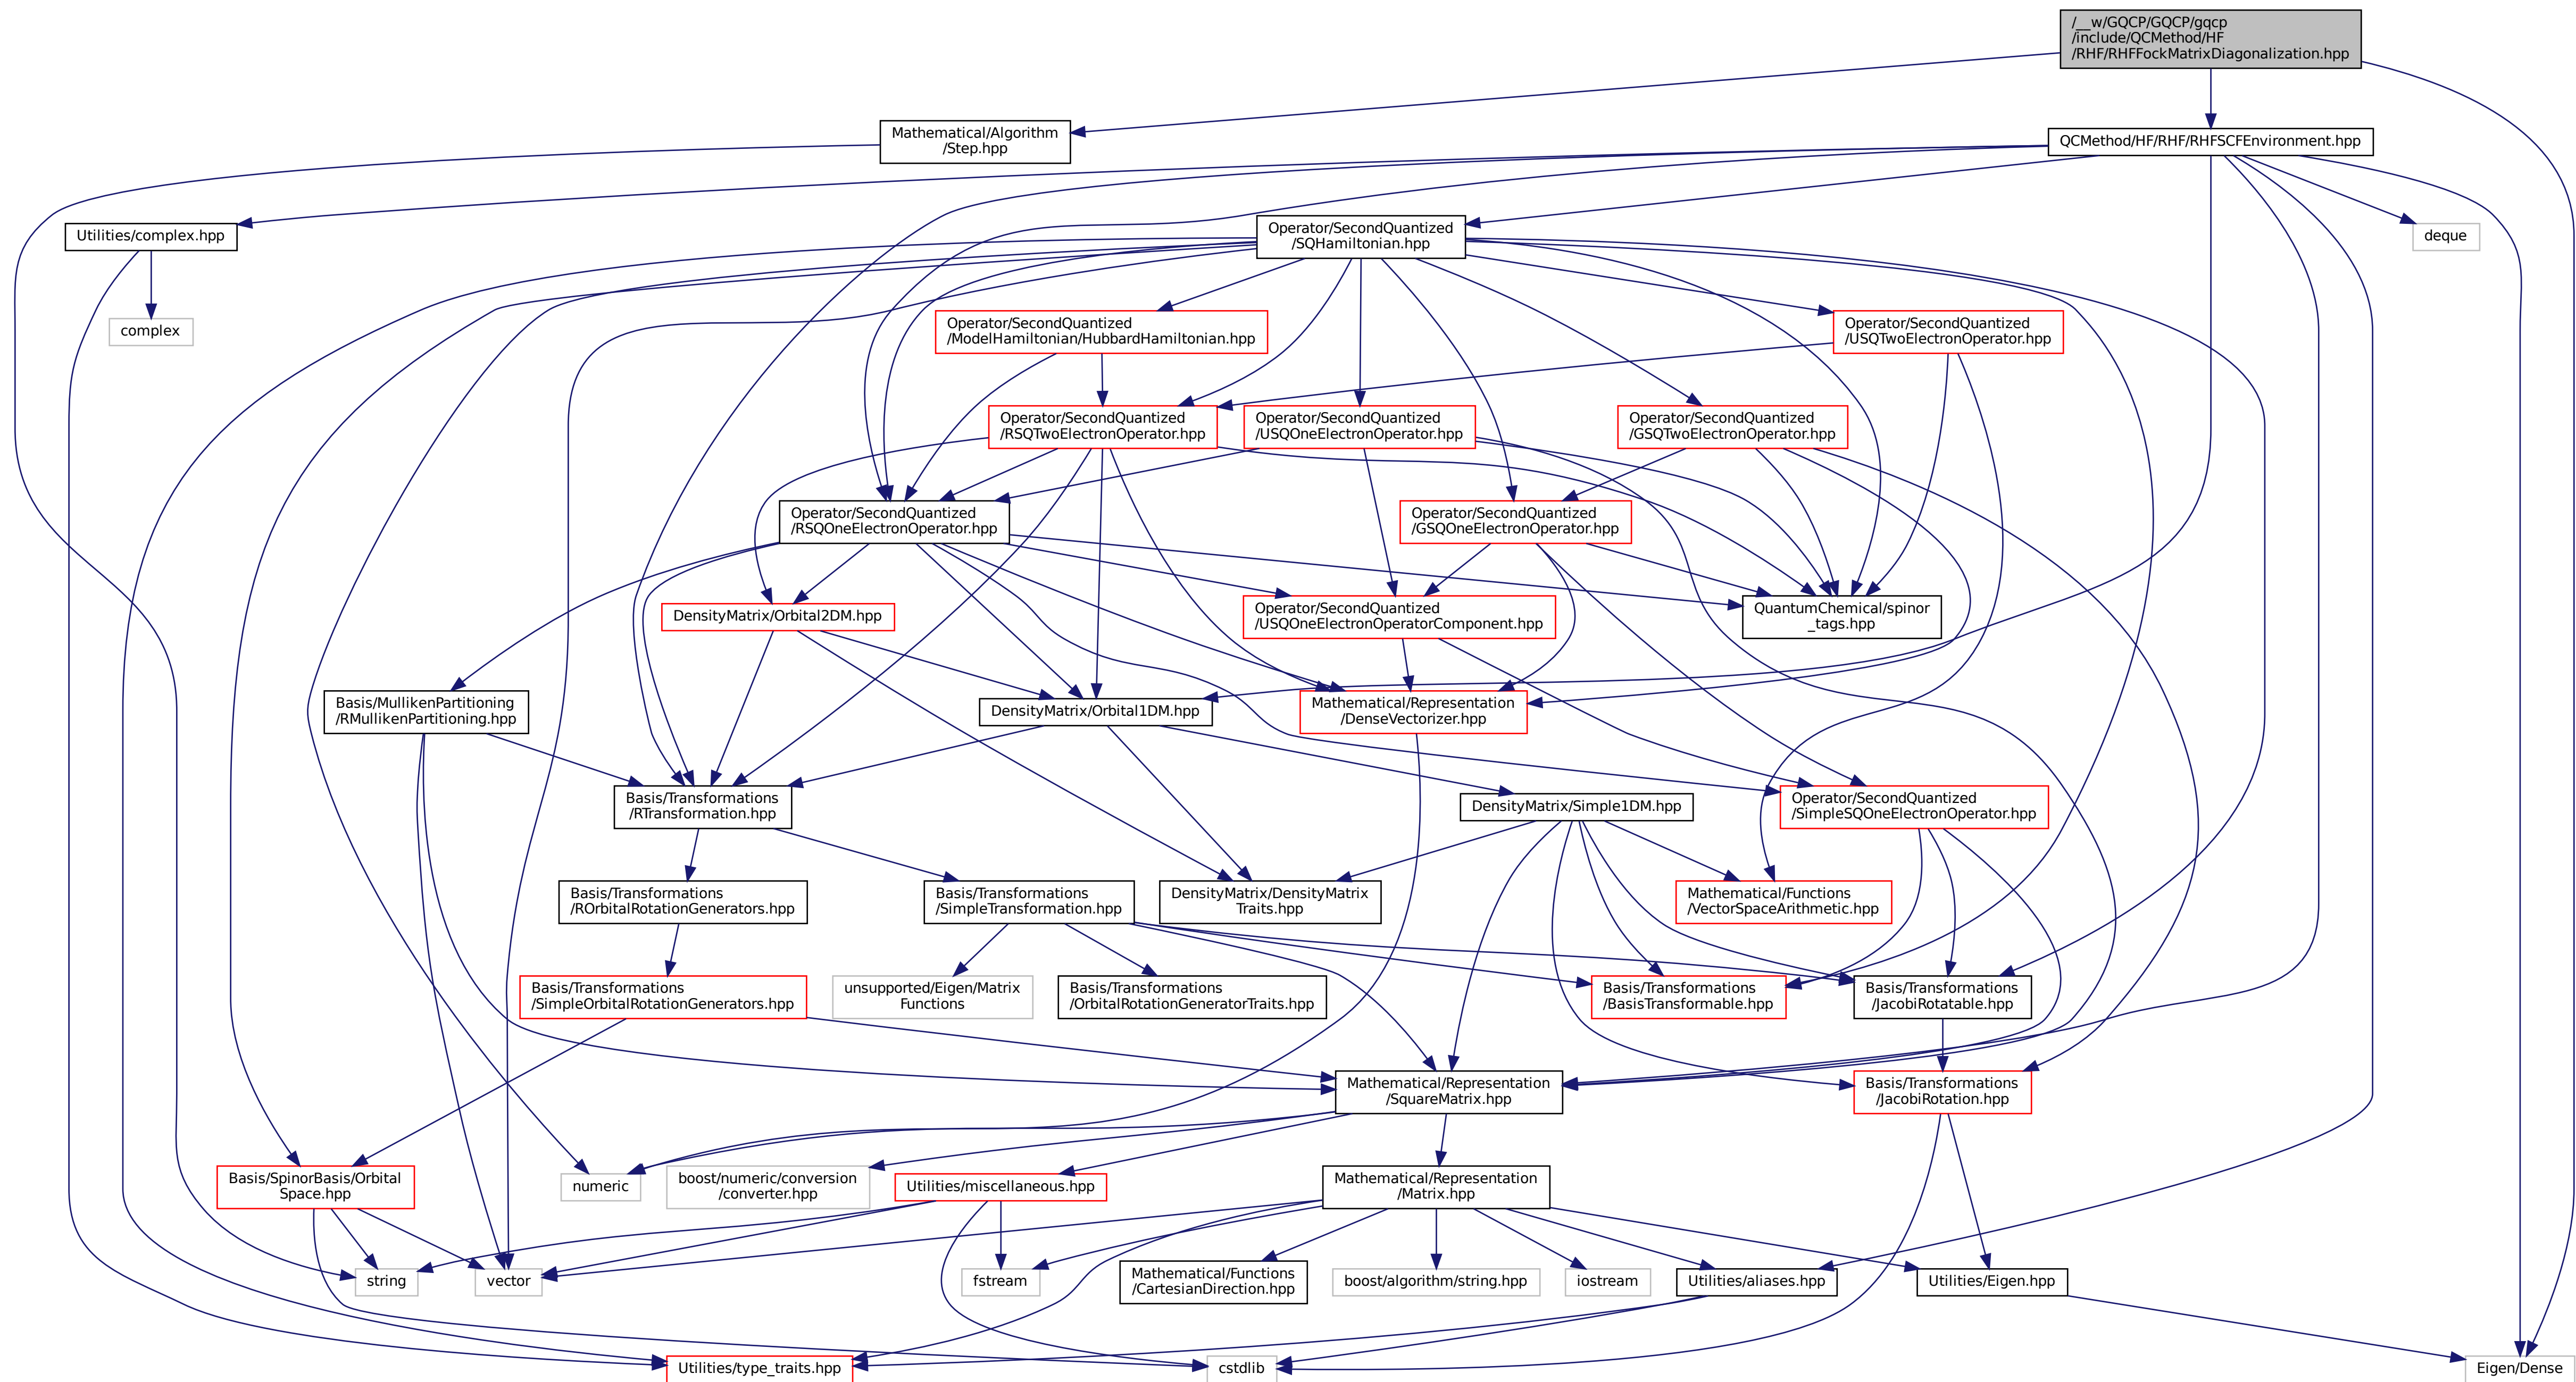 /__w/GQCP/GQCP/gqcp
/include/QCMethod/HF
/RHF/RHFFockMatrixDiagonalization.hpp
Mathematical/Algorithm
/Step.hpp
QCMethod/HF/RHF/RHFSCFEnvironment.hpp
Utilities/complex.hpp
Operator/SecondQuantized
/SQHamiltonian.hpp
deque
complex
Operator/SecondQuantized
/ModelHamiltonian/HubbardHamiltonian.hpp
Operator/SecondQuantized
/USQTwoElectronOperator.hpp
Operator/SecondQuantized
/RSQTwoElectronOperator.hpp
Operator/SecondQuantized
/USQOneElectronOperator.hpp
Operator/SecondQuantized
/GSQTwoElectronOperator.hpp
Operator/SecondQuantized
/RSQOneElectronOperator.hpp
Operator/SecondQuantized
/GSQOneElectronOperator.hpp
DensityMatrix/Orbital2DM.hpp
Operator/SecondQuantized
/USQOneElectronOperatorComponent.hpp
QuantumChemical/spinor
_tags.hpp
Basis/MullikenPartitioning
/RMullikenPartitioning.hpp
DensityMatrix/Orbital1DM.hpp
Mathematical/Representation
/DenseVectorizer.hpp
Basis/Transformations
/RTransformation.hpp
DensityMatrix/Simple1DM.hpp
Operator/SecondQuantized
/SimpleSQOneElectronOperator.hpp
Basis/Transformations
/ROrbitalRotationGenerators.hpp
Basis/Transformations
/SimpleTransformation.hpp
DensityMatrix/DensityMatrix
Traits.hpp
Mathematical/Functions
/VectorSpaceArithmetic.hpp
Basis/Transformations
/SimpleOrbitalRotationGenerators.hpp
unsupported/Eigen/Matrix
Functions
Basis/Transformations
/OrbitalRotationGeneratorTraits.hpp
Basis/Transformations
/BasisTransformable.hpp
Basis/Transformations
/JacobiRotatable.hpp
Mathematical/Representation
/SquareMatrix.hpp
Basis/Transformations
/JacobiRotation.hpp
Basis/SpinorBasis/Orbital
Space.hpp
numeric
boost/numeric/conversion
/converter.hpp
Utilities/miscellaneous.hpp
Mathematical/Representation
/Matrix.hpp
string
vector
fstream
Mathematical/Functions
/CartesianDirection.hpp
boost/algorithm/string.hpp
iostream
Utilities/aliases.hpp
Utilities/Eigen.hpp
Utilities/type_traits.hpp
cstdlib
Eigen/Dense